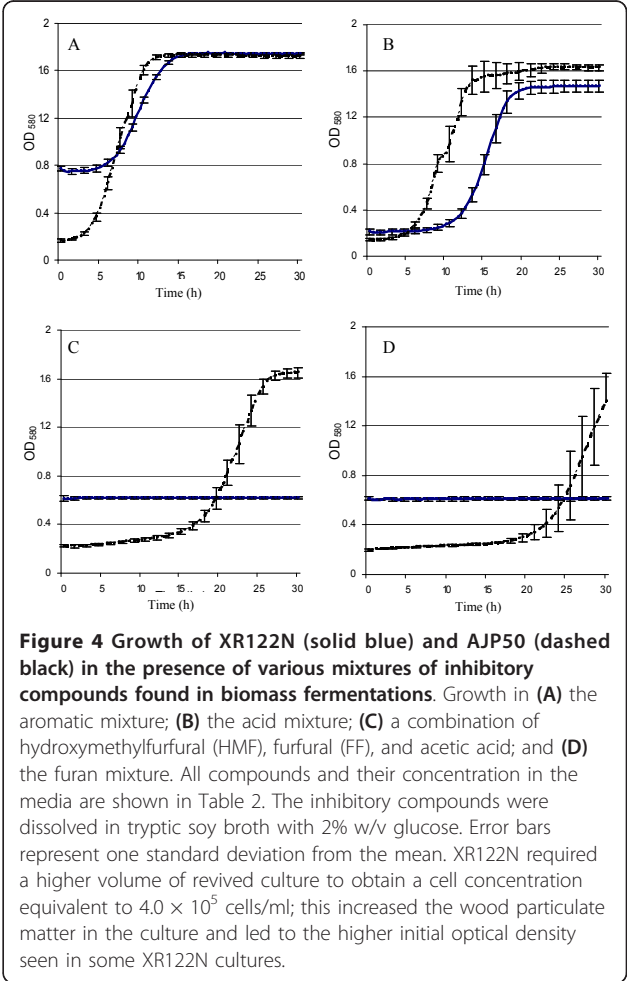 A
2
1.6
1.2
0.8
0.4
0
OD 580
0 5 10 15 20 25 30
Time (h)
B
2
1.6
1.2
0.8
0.4
0
OD 580
0 5 10 15 20 25 30
Time (h)
C
2
1.6
1.2
0.8
0.4
0
OD 580
0 5 10 15 20 25 30
Time (h)
D
2
1.6
1.2
0.8
0.4
0
OD 580
0 5 10 15 20 25 30
Time (h)
Figure 4 Growth of XR122N (solid blue) and AJP50 (dashed
black) in the presence of various mixtures of inhibitory
compounds found in biomass fermentations. Growth in (A) the
aromatic mixture; (B) the acid mixture; (C) a combination of
hydroxymethylfurfural (HMF), furfural (FF), and acetic acid; and (D)
the furan mixture. All compounds and their concentration in the
media are shown in Table 2. The inhibitory compounds were
dissolved in tryptic soy broth with 2% w/v glucose. Error bars
represent one standard deviation from the mean. XR122N required
a higher volume of revived culture to obtain a cell concentration
equivalent to 4.0 × 10⁵ cells/ml; this increased the wood particulate
matter in the culture and led to the higher initial optical density
seen in some XR122N cultures.